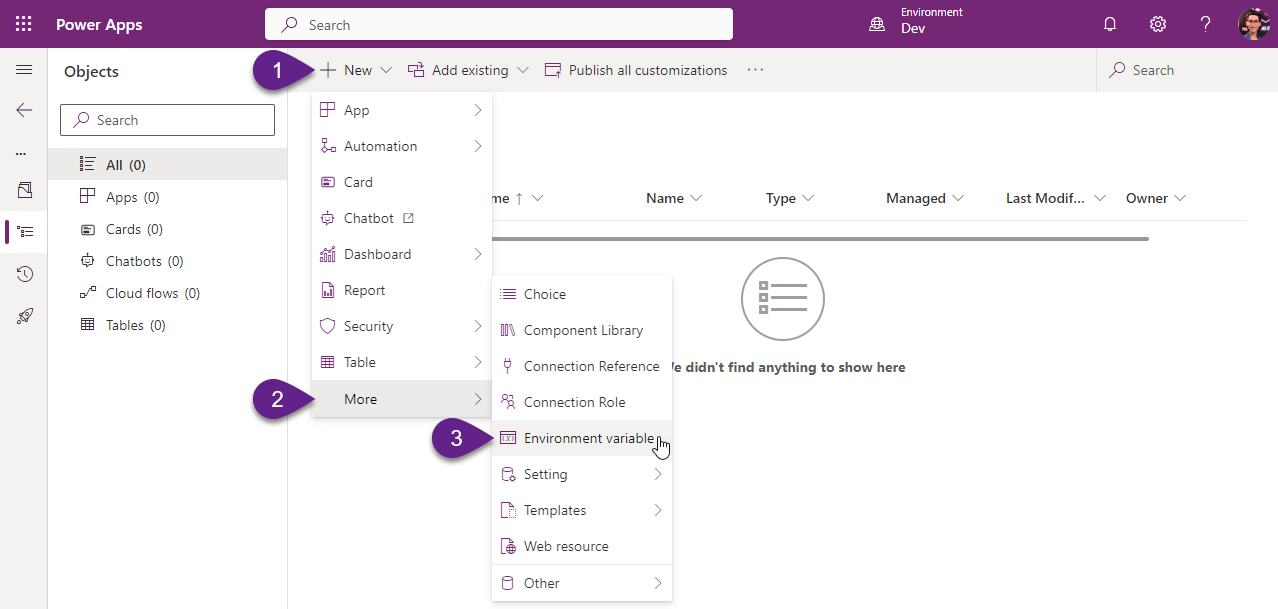 Power Apps
Search
Environment
Dev
?
Objects
1
New
Add existing
Publish all customizations
...
Search
Search
...
All (0)
Apps (0)
Cards (0)
Chatbots (0)
Cloud flows (0)
Tables (0)
App
Automation
Card
Chatbot
Dashboard
Report
Security
Table
2
More
me ↑
Name
Type
Managed
Last Modif...
Owner
Choice
Component Library
Connection Reference
Connection Role
3
Environment variable
Setting
Templates
Web resource
Other
e didn't find anything to show here